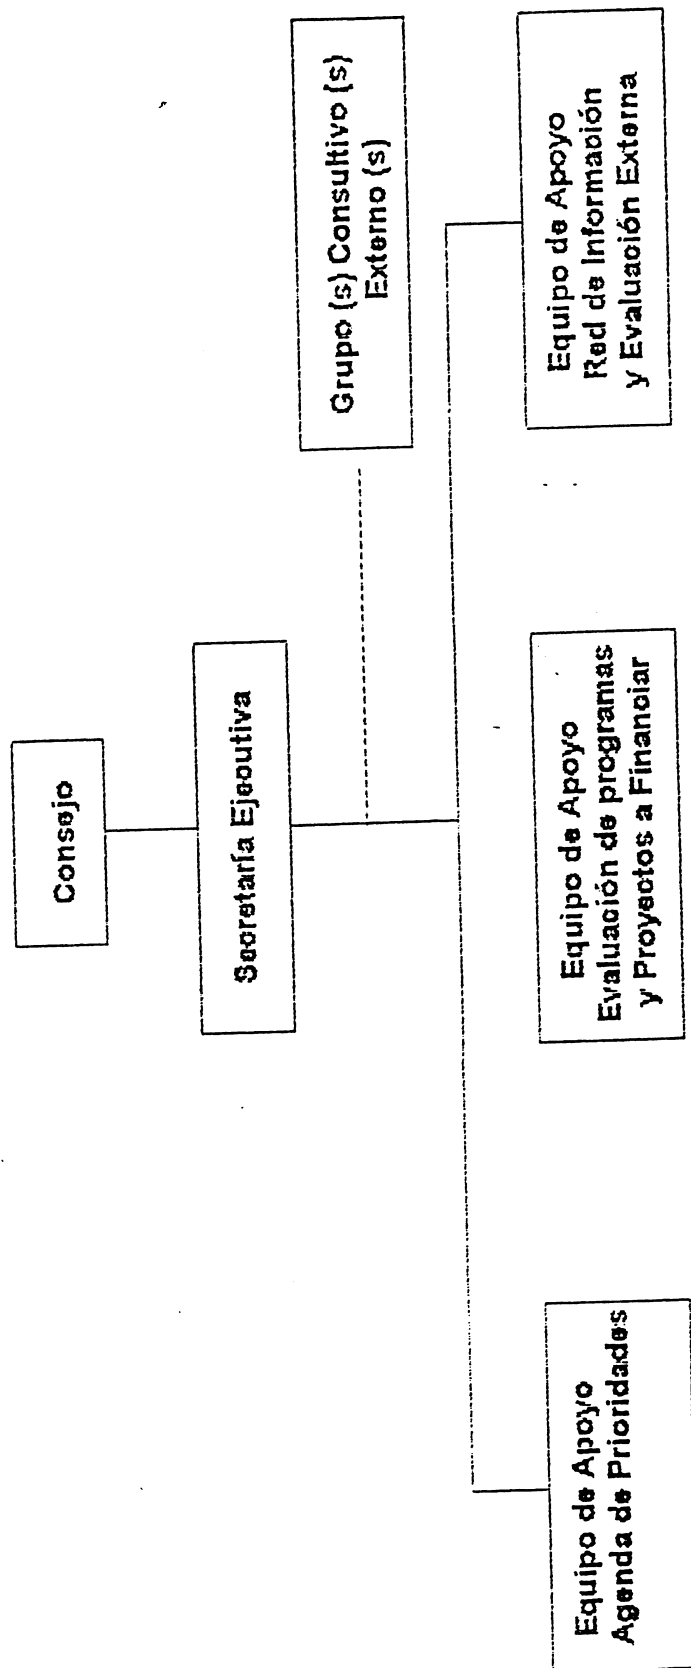 Consejo
Secretaría Ejecutiva
Grupo (s) Consultivo (s)
Externo (s)
Equipo de Apoyo
Agenda de Prioridades
Equipo de Apoyo
Evaluación de programas
y Proyectos a Financiar
Equipo de Apoyo
Red de Información
y Evaluación Externa